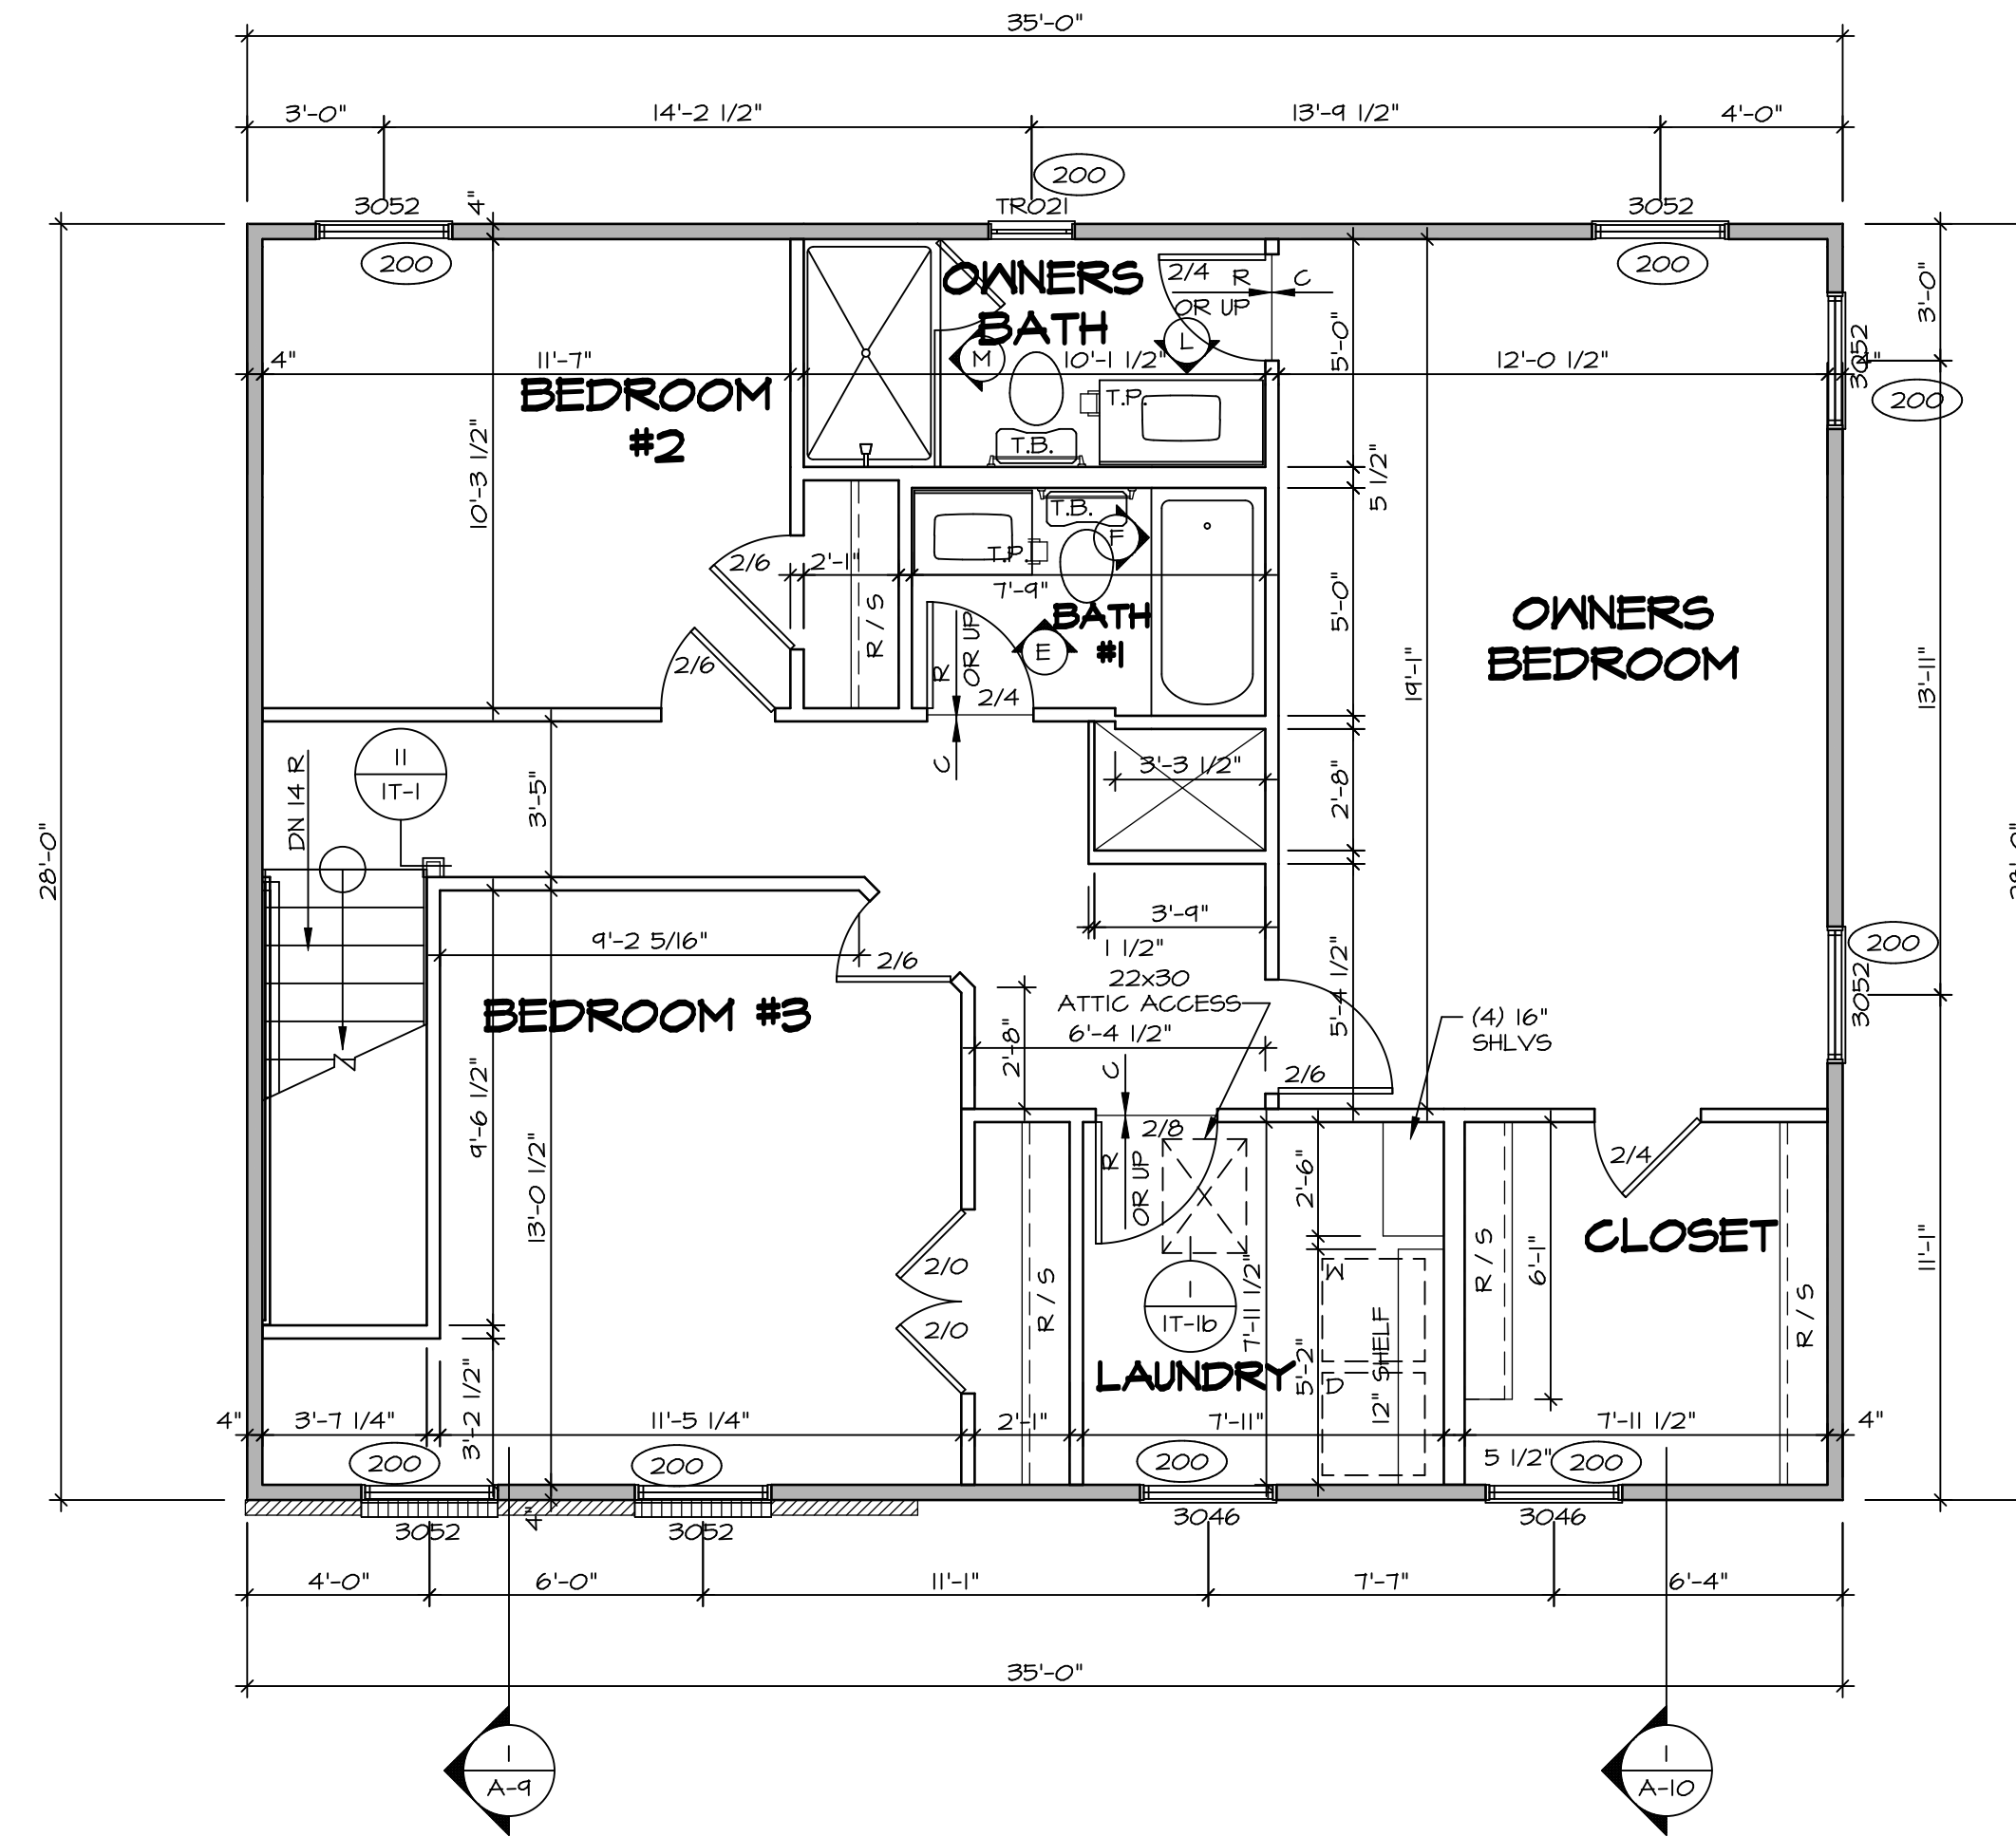 35'-0"
3'-0"
14'-2 1/2"
13'-9 1/2"
4'-0"
200
3052
4"
TR021
3052
200
200
OWNERS
BATH
2/4
R
C
OR UP
L
M
3'-0"
3052
4"
200
4"
11'-7"
10'-1 1/2"
12'-0 1/2"
5'-0"
BEDROOM
#2
T.P.
T.B.
10'-3 1/2"
5 1/2"
T.B.
F
T.P.
2/6
2'-1"
7'-9"
5'-0"
R / S
BATH
#1
E
R
OR UP
2/4
C
2/6
OWNERS
BEDROOM
19'-1"
13'-11"
28'-0"
28'-0"
11
IT-1
DN 14 R
3'-5"
3'-3 1/2"
2'-8"
3'-9"
1 1/2"
9'-2 5/16"
2/6
200
3052
22x30
ATTIC ACCESS
6'-4 1/2"
5'-4 1/2"
(4) 16"
SHLVS
BEDROOM #3
2'-8"
C
2/6
2/8
R
OR UP
9'-6 1/2"
13'-0 1/2"
2'-6"
2/4
CLOSET
R / S
6'-1"
R / S
11'-1"
2/0
2/0
R / S
1
IT-16
7'-11 1/2"
W
D
12" SHELF
5'-2"
LAUNDRY
4"
3'-7 1/4"
3'-2 1/2"
11'-5 1/4"
2'-1"
7'-11"
5 1/2"
7'-11 1/2"
4"
200
200
200
200
3052
4"
3052
3046
3046
4'-0"
6'-0"
11'-1"
7'-7"
6'-4"
35'-0"
1
A-9
1
A-10